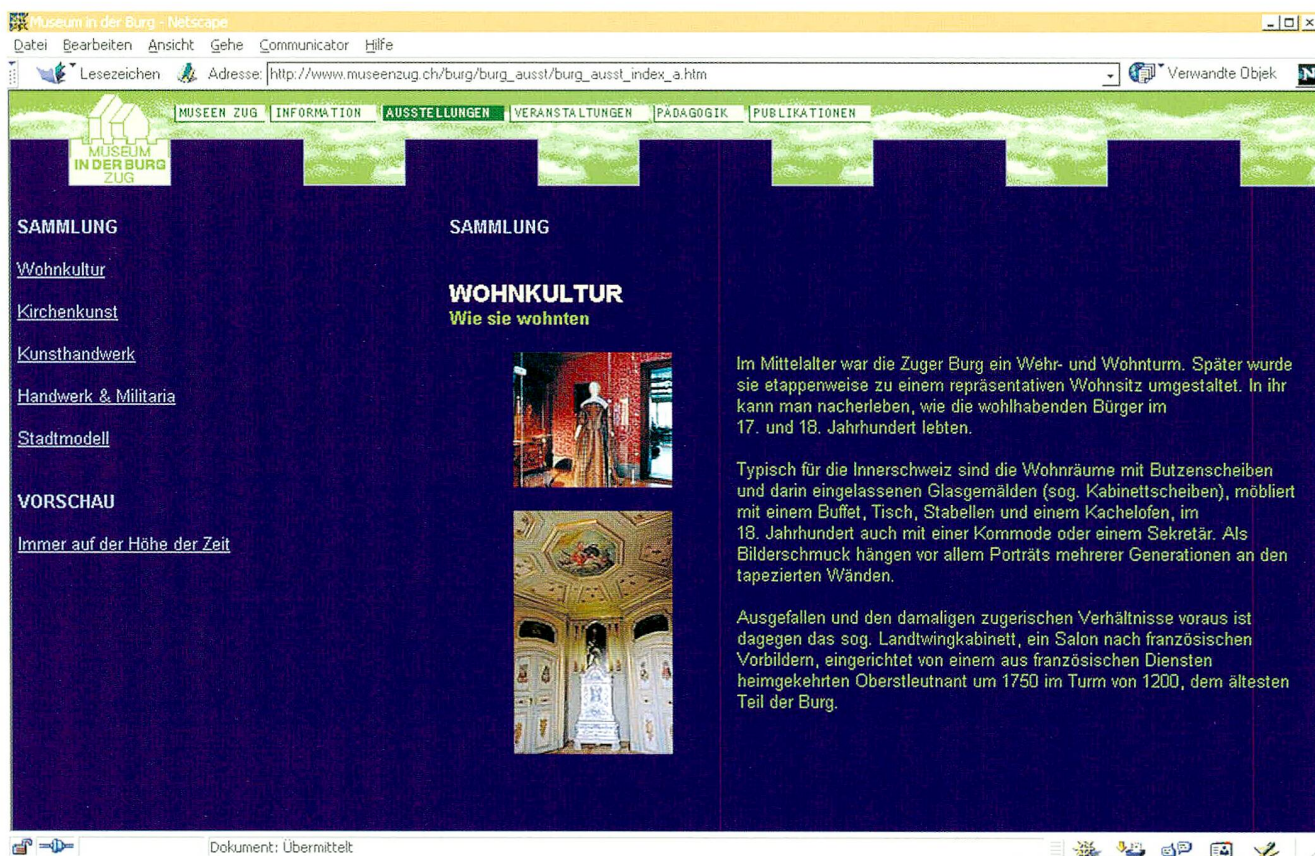 Museum in der Burg - Netscape
Datei Bearbeiten Ansicht Gehe Communicator Hilfe
Lesezeichen Adresse: http://www.museenzug.ch/burg/burg_ausst/burg_ausst_index_a.htm Verwandte Objek N
MUSEEN ZUG INFORMATION AUSSTELLUNGEN VERANSTALTUNGEN PÄDAGOGIK PUBLIKATIONEN
MUSEUM
IN DER BURG
ZUG
SAMMLUNG
Wohnkultur
Kirchenkunst
Kunsthandwerk
Handwerk & Militaria
Stadtmodell
VORSCHAU
Immer auf der Höhe der Zeit
SAMMLUNG
WOHNKULTUR
Wie sie wohnten
Im Mittelalter war die Zuger Burg ein Wehr- und Wohnturm. Später wurde
sie etappenweise zu einem repräsentativen Wohnsitz umgestaltet. In ihr
kann man nacherleben, wie die wohlhabenden Bürger im
17. und 18. Jahrhundert lebten.
Typisch für die Innerschweiz sind die Wohnräume mit Butzenscheiben
und darin eingelassenen Glasgemälden (sog. Kabinettscheiben), möbliert
mit einem Buffet, Tisch, Stabellen und einem Kachelofen, im
18. Jahrhundert auch mit einer Kommode oder einem Sekretär. Als
Bilderschmuck hängen vor allem Porträts mehrerer Generationen an den
tapezierten Wänden.
Ausgefallen und den damaligen zugerischen Verhältnisse voraus ist
dagegen das sog. Landtwingkabinett, ein Salon nach französischen
Vorbildern, eingerichtet von einem aus französischen Diensten
heimgekehrten Oberstleutnant um 1750 im Turm von 1200, dem ältesten
Teil der Burg.
Dokument: Übermittelt